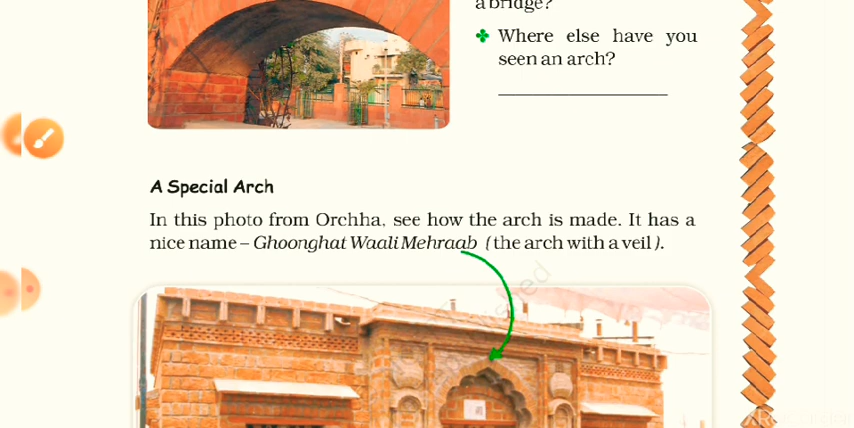 a bridge?
Where else have you
seen an arch?
A Special Arch
In this photo from Orchha, see how the arch is made. It has a
nice name – Ghoonghat Waali Mehraab (the arch with a veil).